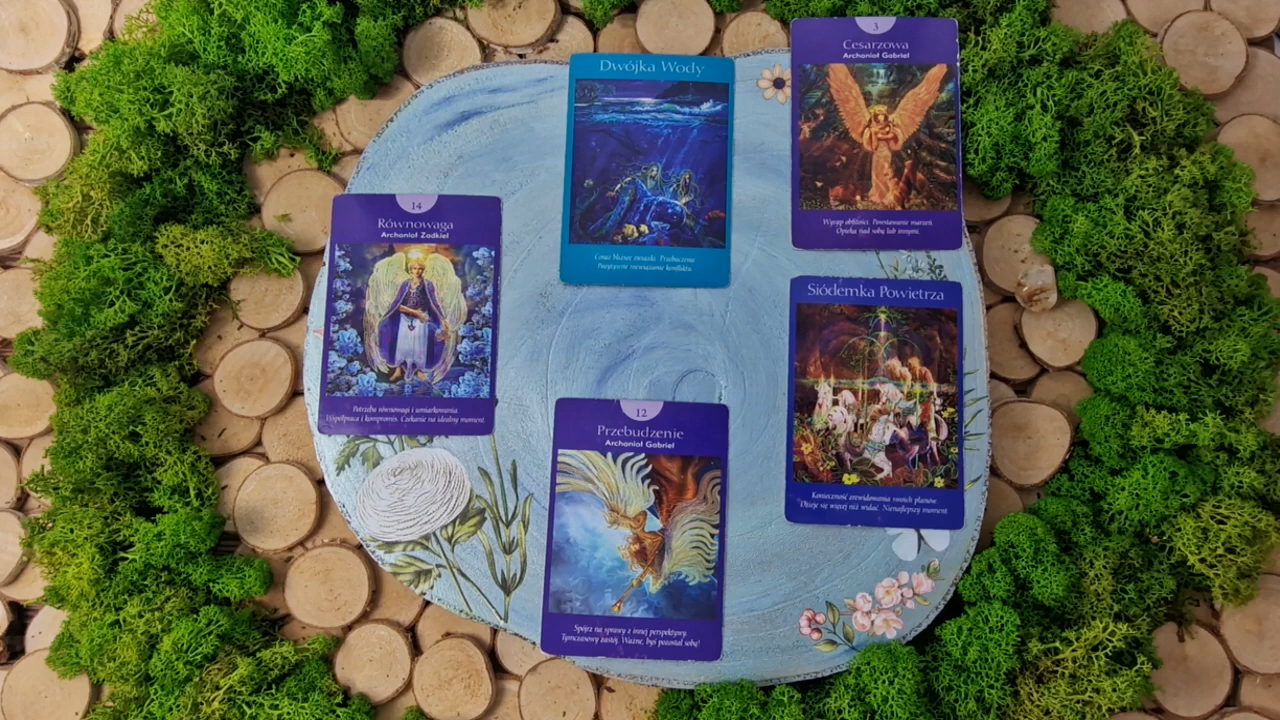 14
Równowaga
Archanioł Zadkiel
Potrzeba równowagi i umiarkowania.
Współpraca i kompromis. Czekanie na idealny moment.
Dwójka Wody
Coraz bliższe związki. Przebaczenie.
Pozytywne rozwiązanie konfliktu.
3
Cesarzowa
Archanioł Gabriel
Występ obfitości. Powstawanie marzeń.
Opieka nad sobą lub innymi.
12
Przebudzenie
Archanioł Gabriel
Spójrz na sprawy z innej perspektywy.
Tymczasowy zastój. Ważne, byś pozostał sobą!
Siódemka Powietrza
Konieczność zrewidowania swoich planów.
Dzieje się więcej niż widać. Nienajlepszy moment.